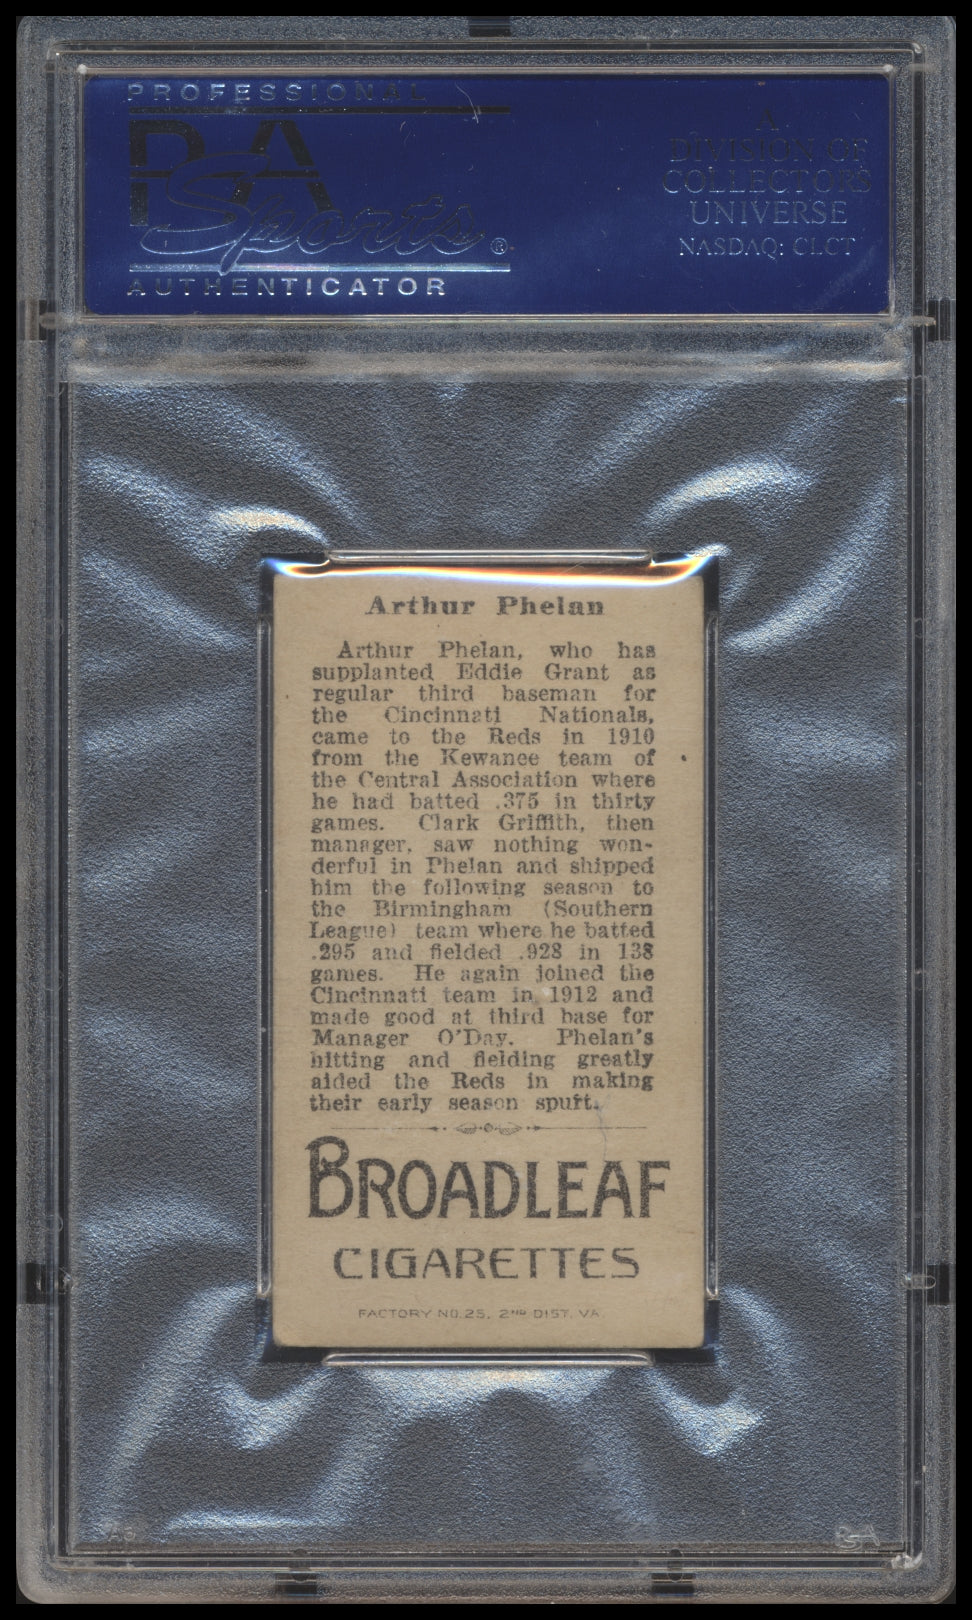 PROFESSIONAL
PSA
Sports®
AUTHENTICATOR
A
DIVISION OF
COLLECTORS
UNIVERSE
NASDAQ: CLCT
Arthur Phelan
Arthur Phelan, who has
supplanted Eddie Grant as
regular third baseman for
the Cincinnati Nationals,
came to the Reds in 1910
from the Kewanee team of
the Central Association where
he had batted .375 in thirty
games. Clark Griffith, then
manager, saw nothing won-
derful in Phelan and shipped
him the following season to
the Birmingham (Southern
League) team where he batted
.295 and fielded .928 in 138
games. He again joined the
Cincinnati team in 1912 and
made good at third base for
Manager O'Day. Phelan's
hitting and fielding greatly
aided the Reds in making
their early season spurt.
BROADLEAF
CIGARETTES
FACTORY NO. 25, 2ND DIST. VA.
PSA